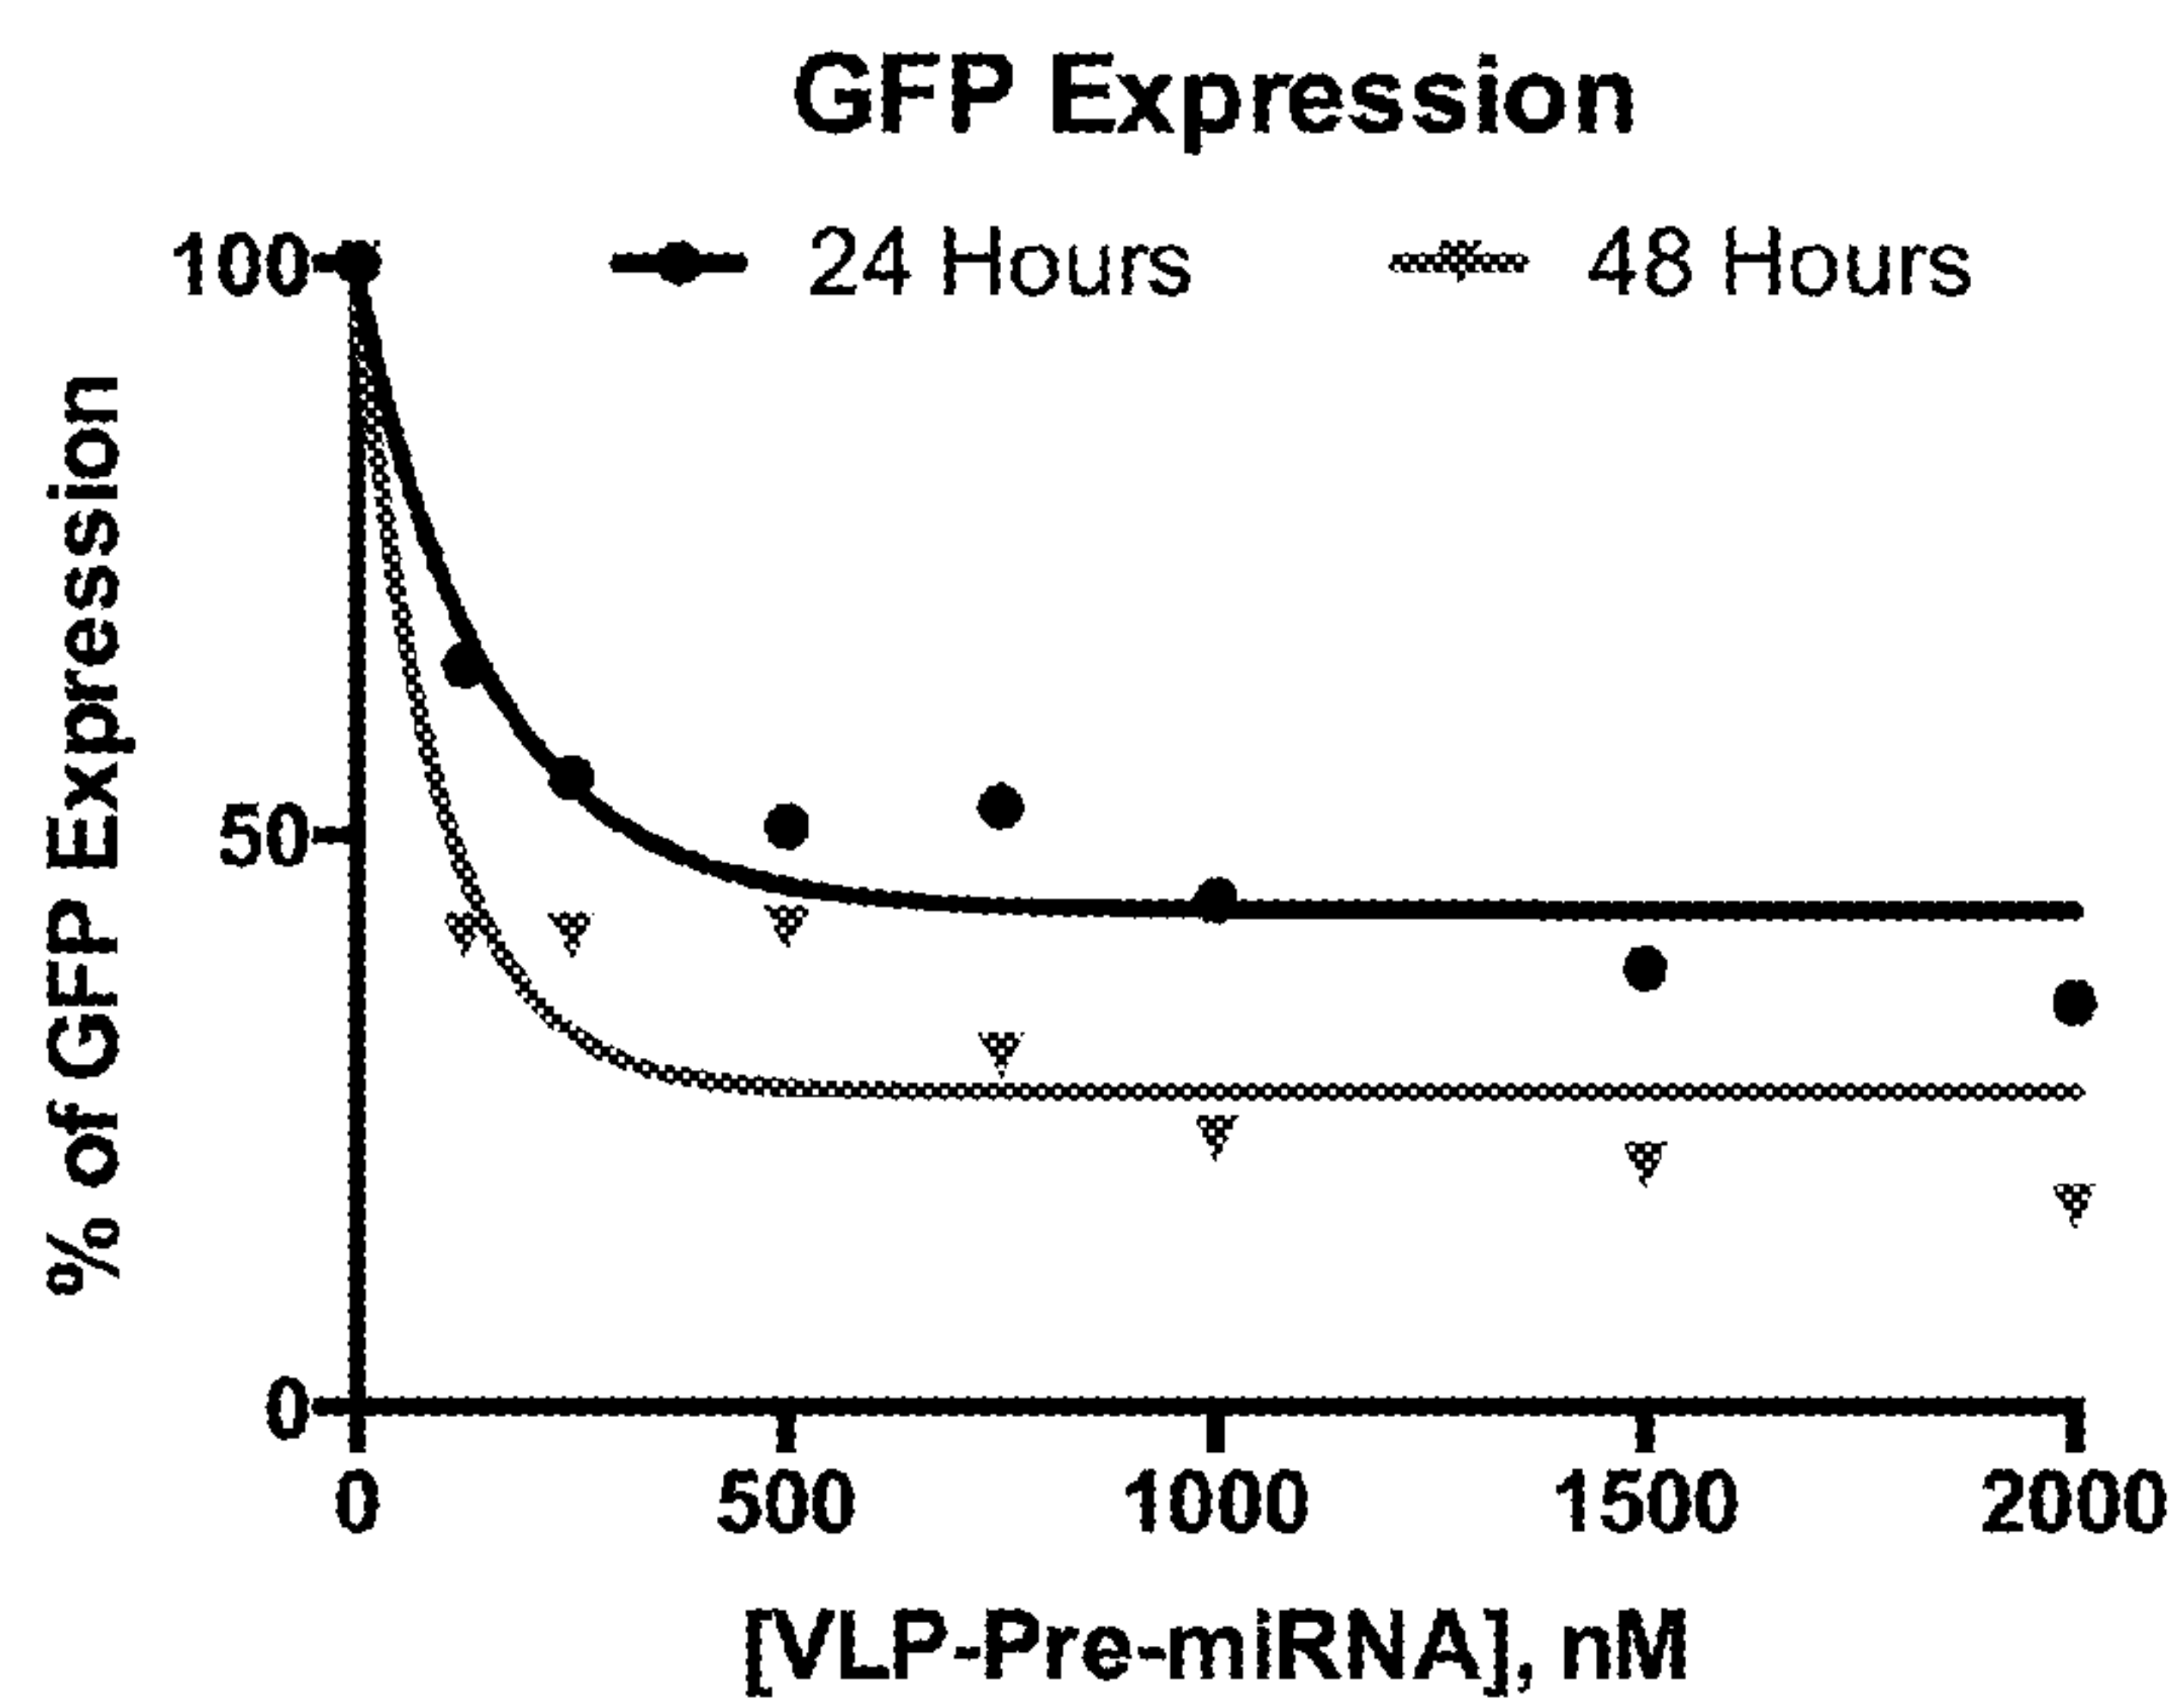 GFP Expression
24 Hours
48 Hours
% of GFP Expression
100
50
0
0 500 1000 1500 2000
[VLP-Pre-miRNA], nM